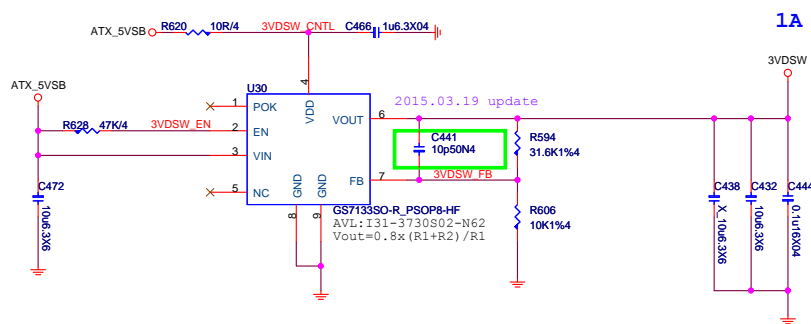 1A
ATX_5VSB
R620
10R/4
3VDSW_CNTL
C466
1u6.3X04
3VDSW
ATX_5VSB
U30
4
2015.03.19 update
1
POK
VDD
VOUT
6
R628
47K/4
3VDSW_EN
2
EN
C441
10p50N4
R594
31.6K1%4
3
VIN
C472
10u6.3X6
5
NC
GND
GND
FB
7
3VDSW_FB
8
9
GS7133SO-R_PSOP8-HF
AVL:I31-3730S02-N62
Vout=0.8x(R1+R2)/R1
R606
10K1%4
C438
X_10u6.3X6
C432
10u6.3X6
C444
0.1u16X04